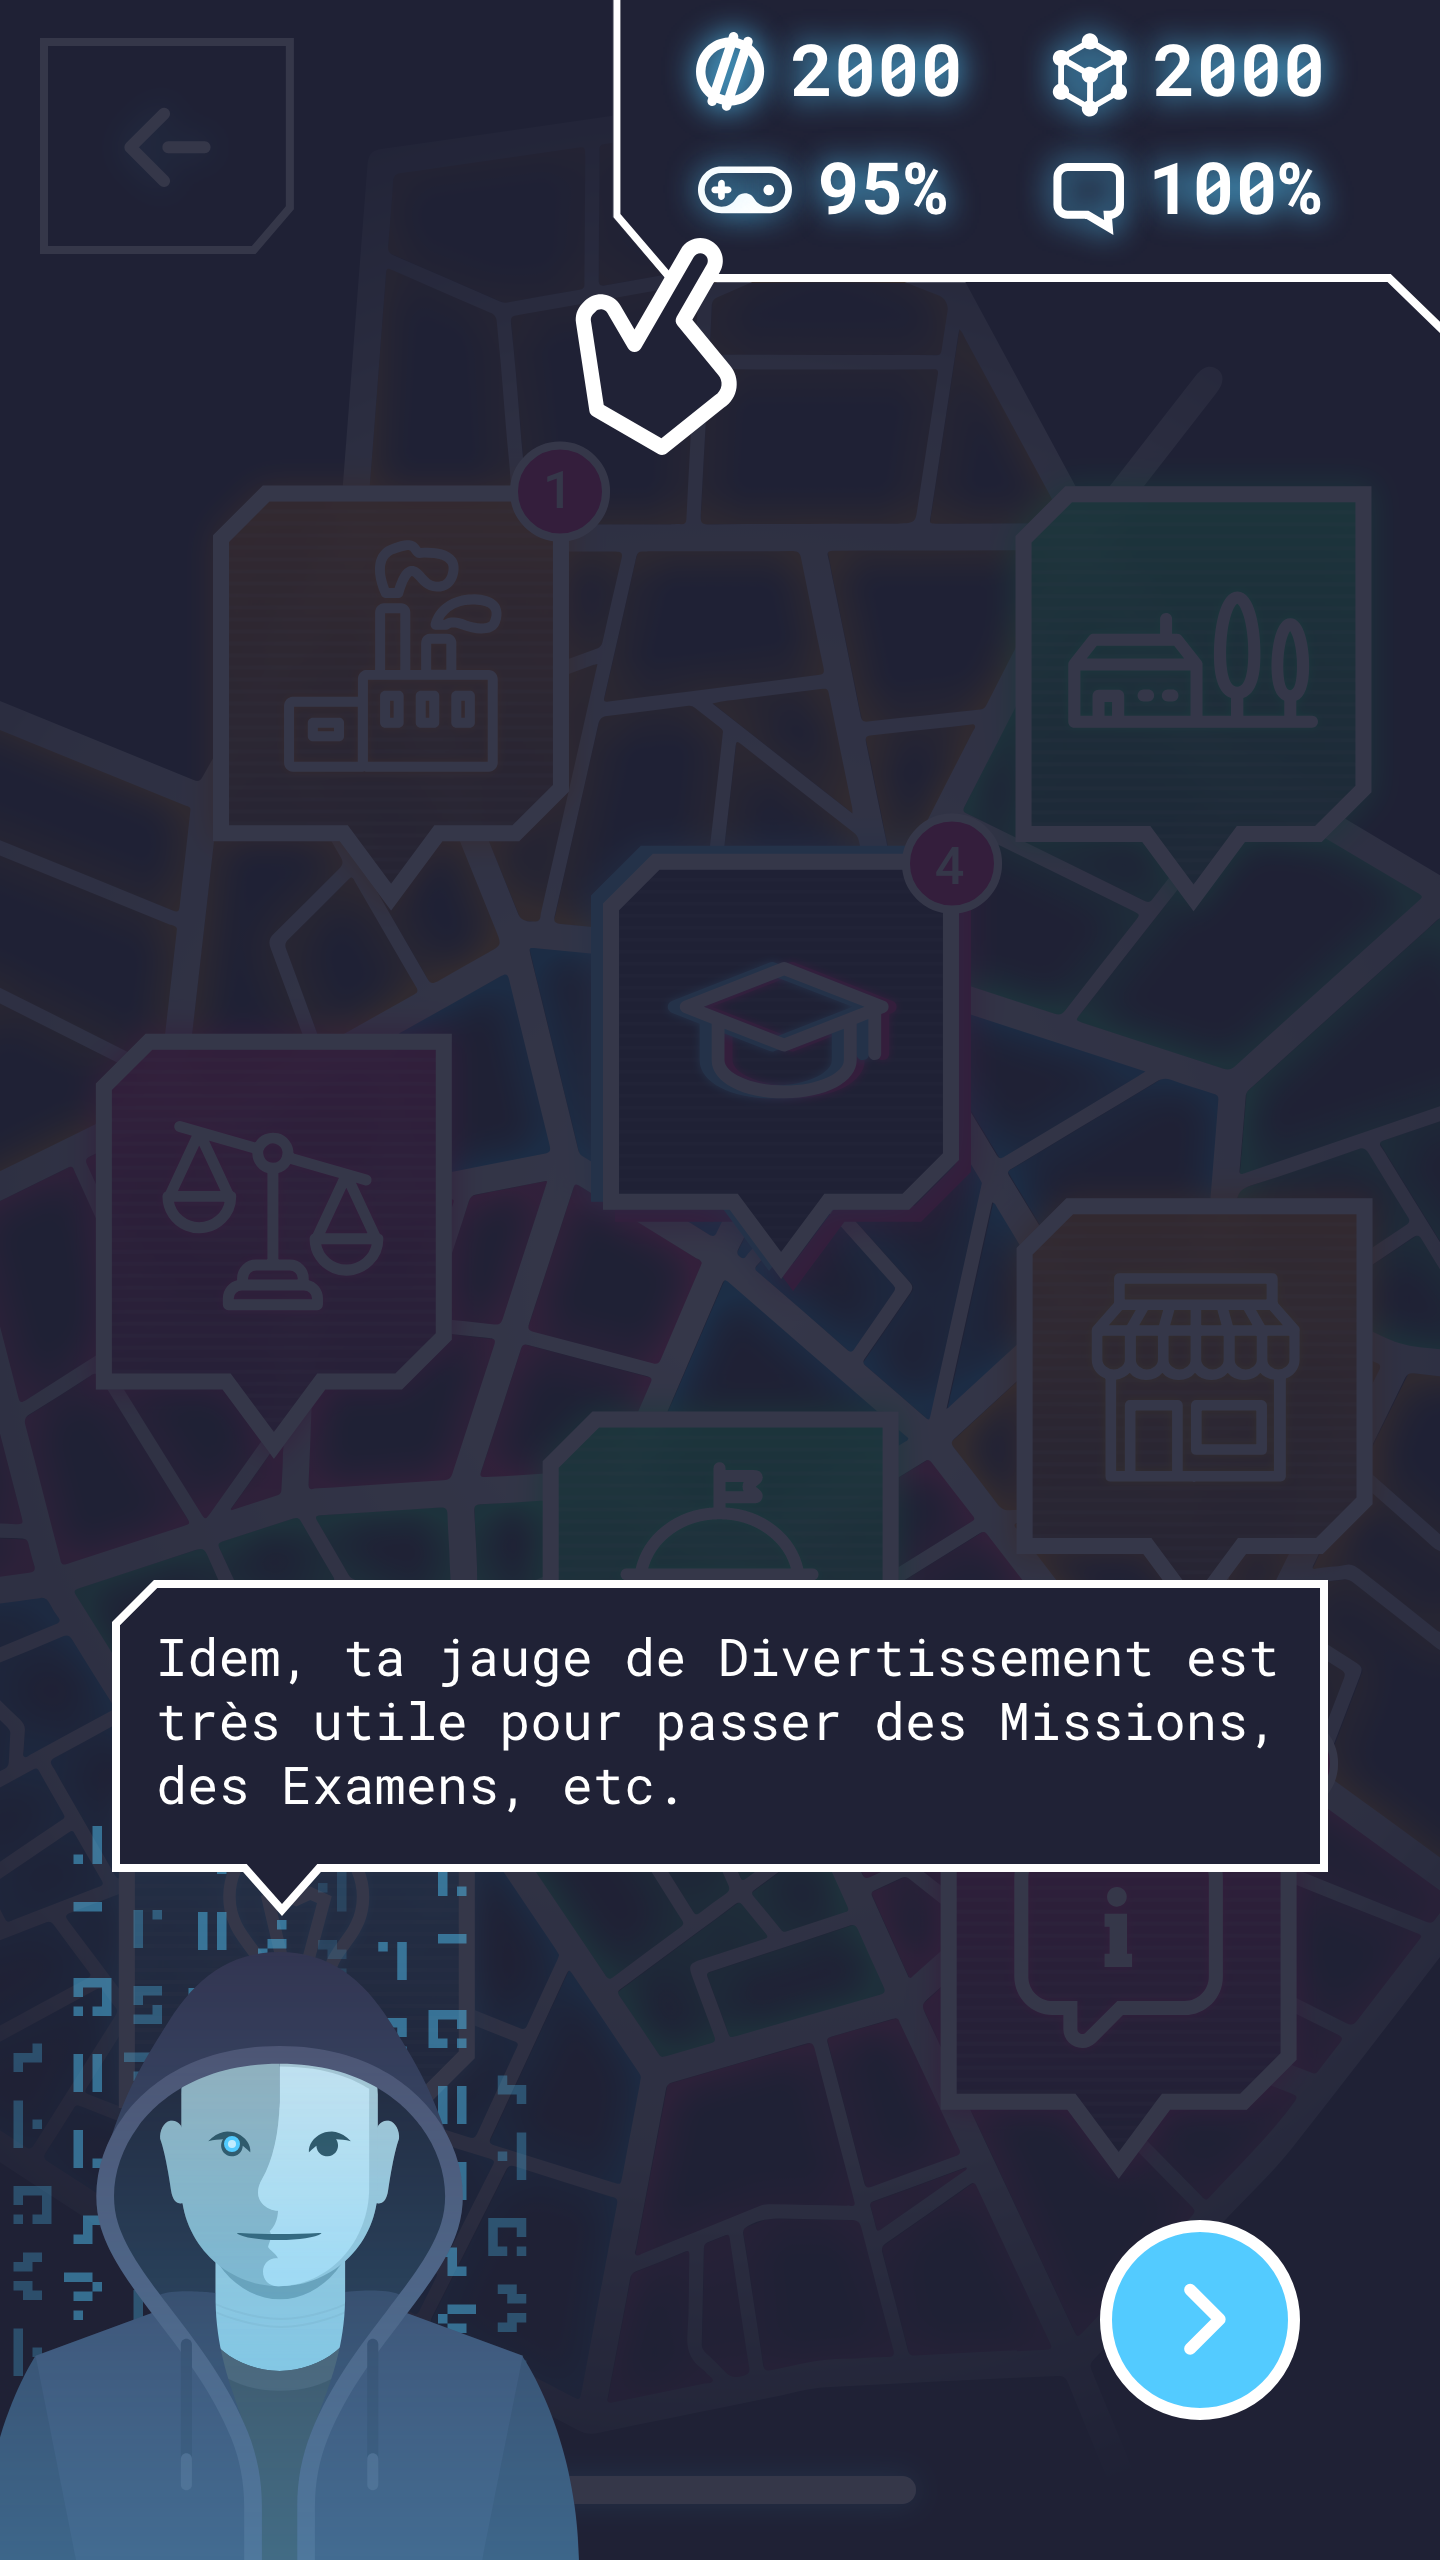 2000 2000
95% 100%
1
4
Idem, ta jauge de Divertissement est
très utile pour passer des Missions,
des Examens, etc.
i